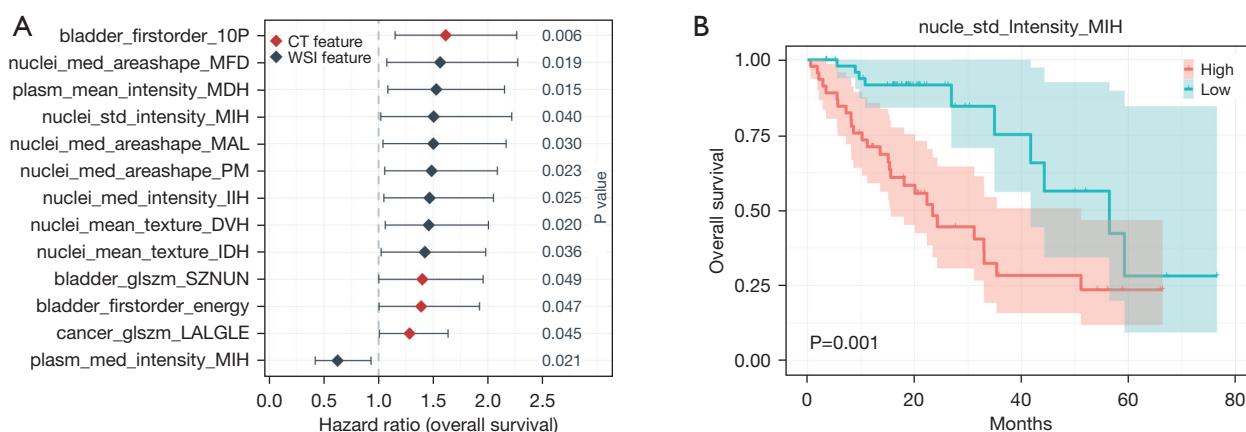 A
bladder_firstorder_10P
nuclei_med_areashape_MFD
plasm_mean_intensity_MDH
nuclei_std_intensity_MIH
nuclei_med_areashape_MAL
nuclei_med_areashape_PM
nuclei_med_intensity_IIH
nuclei_mean_texture_DVH
nuclei_mean_texture_IDH
bladder_glszm_SZNUN
bladder_firstorder_energy
cancer_glszm_LALGLE
plasm_med_intensity_MIH
CT feature
WSI feature
0.006
0.019
0.015
0.040
0.030
0.023
0.025
0.020
0.036
0.049
0.047
0.045
0.021
P value
0.0 0.5 1.0 1.5 2.0 2.5
Hazard ratio (overall survival)
B
nucle_std_Intensity_MIH
High
Low
Overall survival
1.00
0.75
0.50
0.25
0.00
P=0.001
0 20 40 60 80
Months